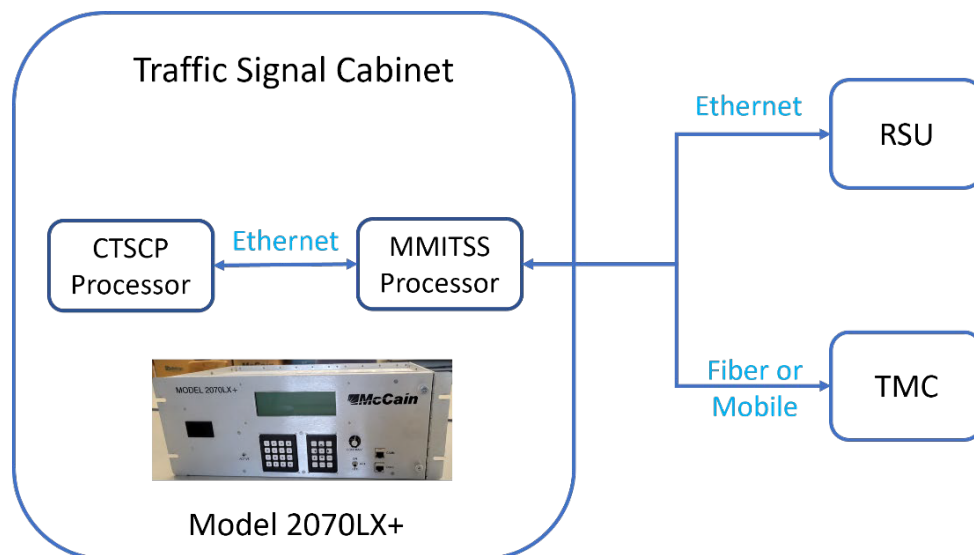 Traffic Signal Cabinet
Ethernet
RSU
CTSCP
Processor
Ethernet
MMITSS
Processor
Fiber or
Mobile
TMC
MODEL 2070LX+
McCain
Model 2070LX+